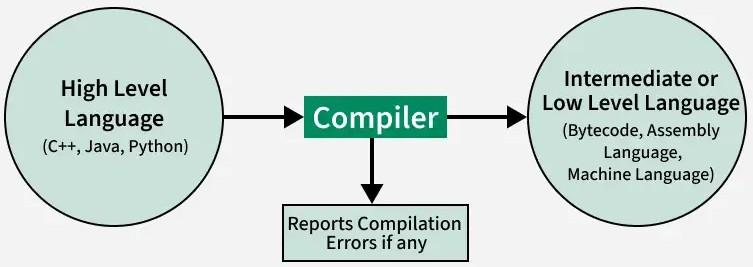 High Level
Language
(C++, Java, Python)
Compiler
Intermediate or
Low Level Language
(Bytecode, Assembly
Language,
Machine Language)
Reports Compilation
Errors if any